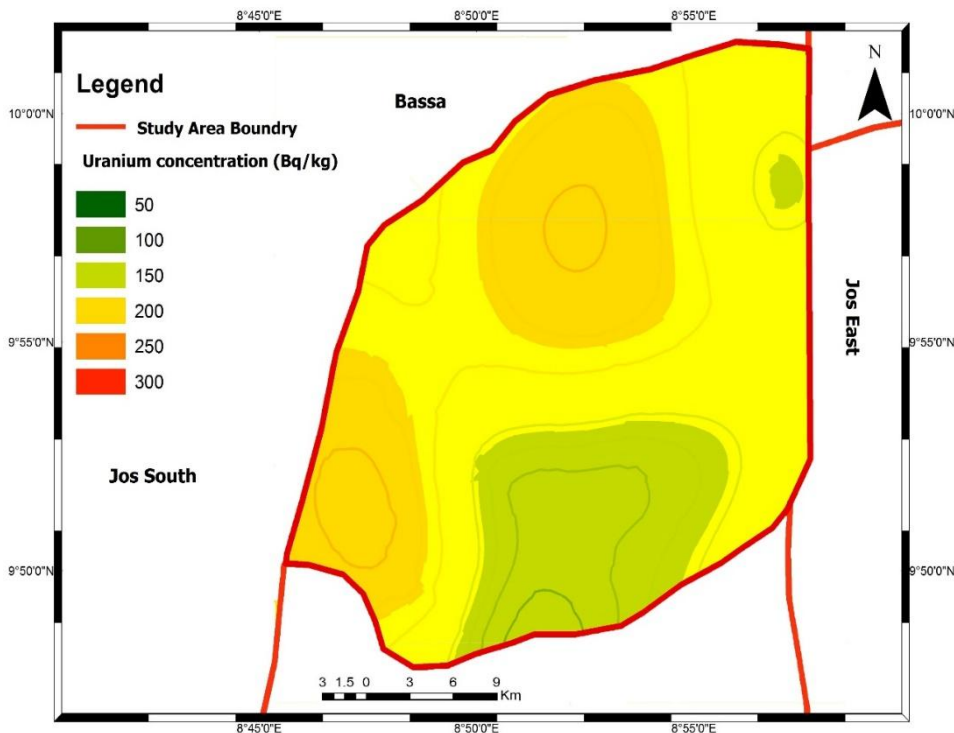 8°45'0"E 8°50'0"E 8°55'0"E
N
Legend
Bassa
10°0'0"N 10°0'0"N
Study Area Boundry
Uranium concentration (Bq/kg)
50
100
150
200
250
300
Jos East
9°55'0"N 9°55'0"N
Jos South
9°50'0"N 9°50'0"N
3 1.5 0 3 6 9
Km
8°45'0"E 8°50'0"E 8°55'0"E